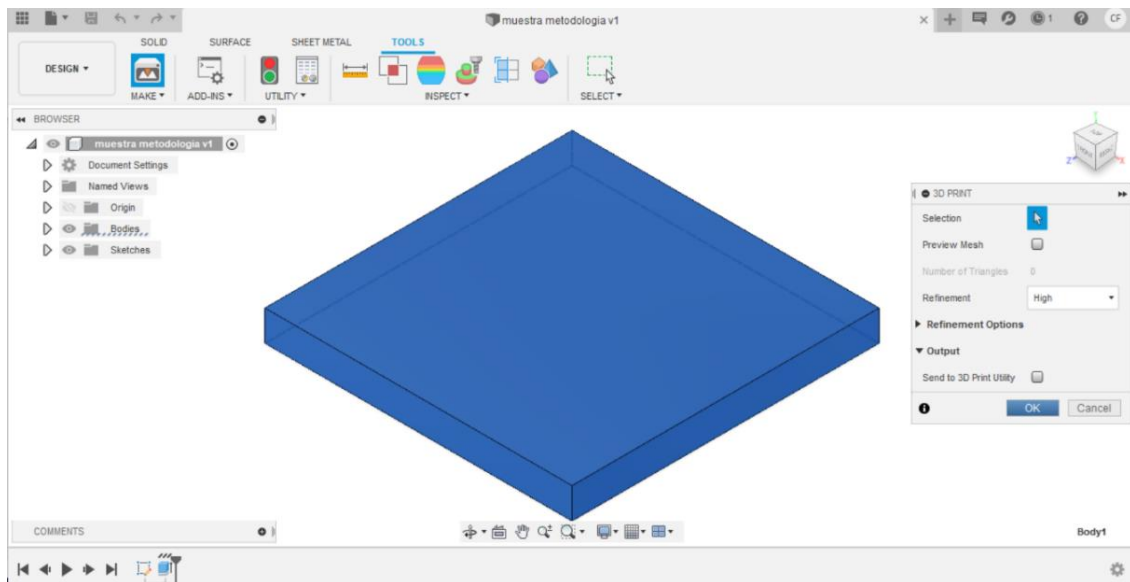 muestra metodologia v1
1
CF
SOLID SURFACE SHEET METAL TOOLS
DESIGN
MAKE ADD-INS UTILITY INSPECT SELECT
BROWSER
muestra metodologia v1
Document Settings
Named Views
Origin
Bodies
Sketches
3D PRINT
Selection
Preview Mesh
Number of Triangles 0
Refinement High
Refinement Options
Output
Send to 3D Print Utility
OK Cancel
COMMENTS
Body1